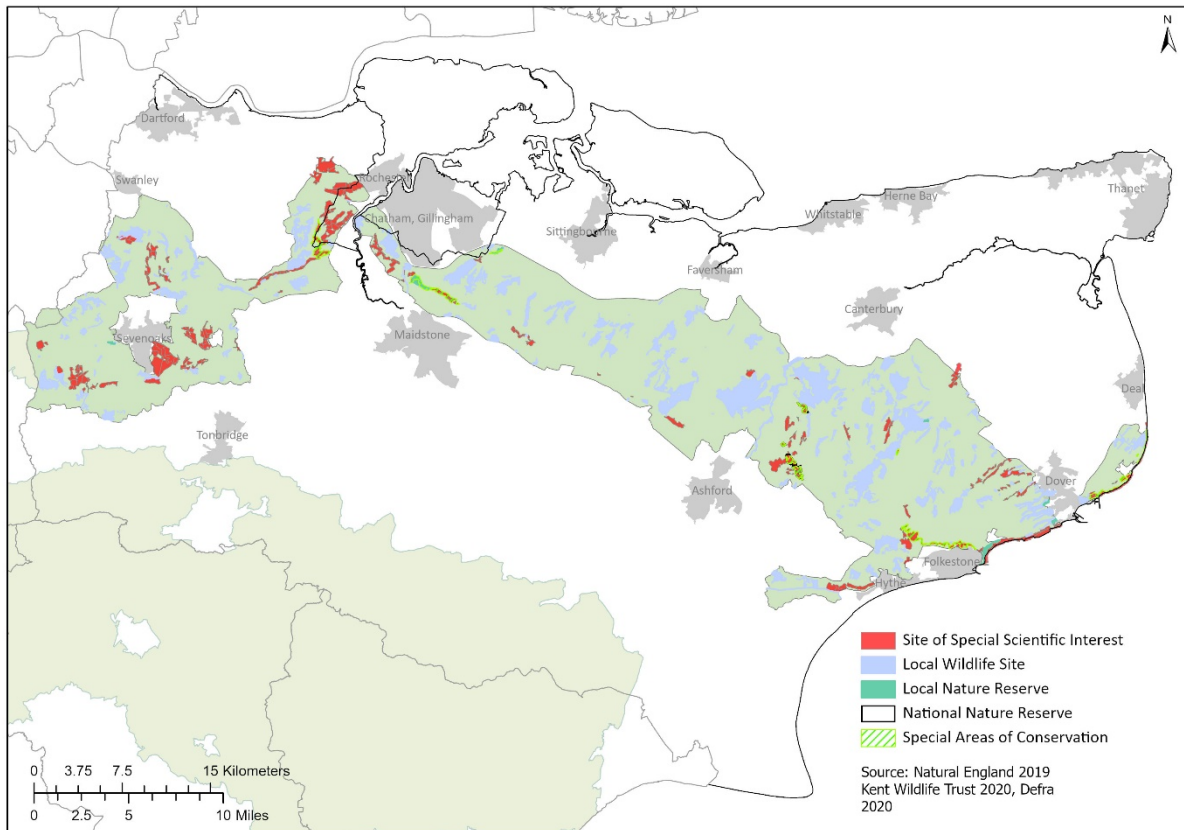 N
Dartford
Swanley
Rochester
Chatham, Gillingham
Sittingbourne
Faversham
Whitstable
Herne Bay
Thanet
Canterbury
Deal
Maidstone
Sevenoaks
Tonbridge
Ashford
Dover
Folkestone
Hythe
Site of Special Scientific Interest
Local Wildlife Site
Local Nature Reserve
National Nature Reserve
Special Areas of Conservation
Source: Natural England 2019
Kent Wildlife Trust 2020, Defra
2020
0 3.75 7.5 15 Kilometers
0 2.5 5 10 Miles